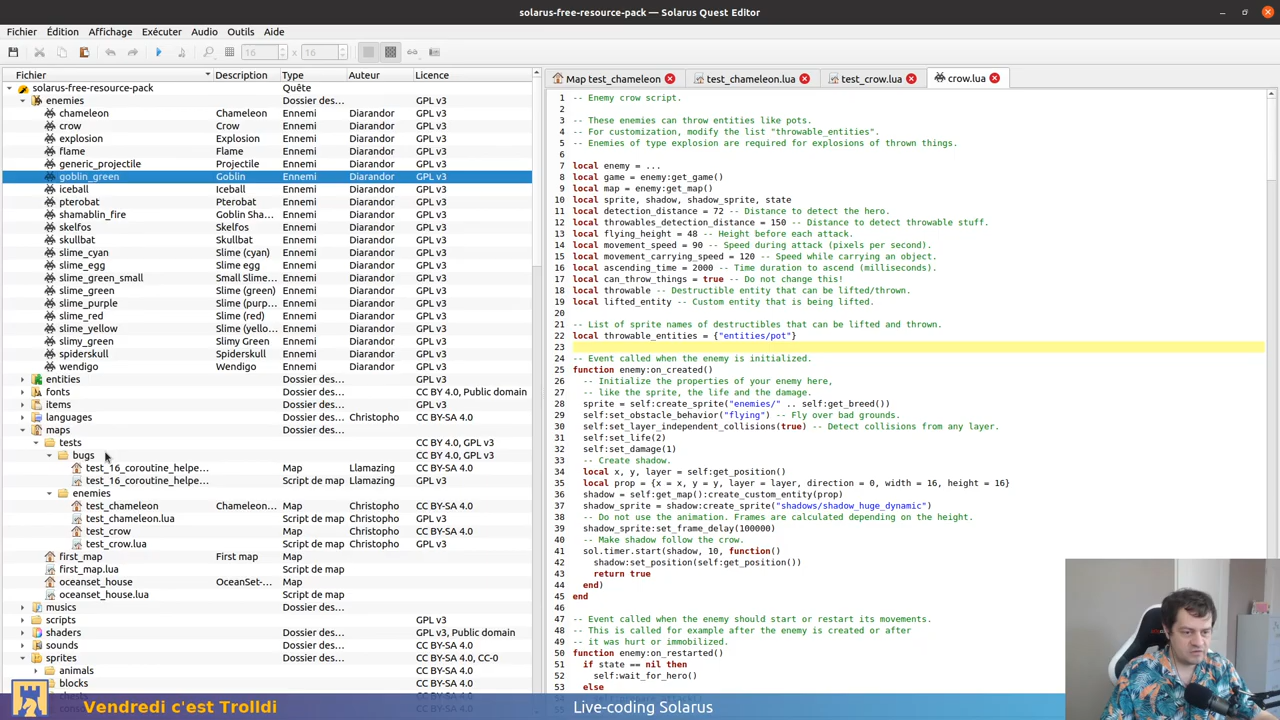 solarus-free-resource-pack — Solarus Quest Editor
Fichier Édition Affichage Exécuter Audio Outils Aide
16 x 16
Fichier Description Type Auteur Licence
solarus-free-resource-pack Quête
enemies Dossier des... GPL v3
chameleon Chameleon Ennemi Diarandor GPL v3
crow Crow Ennemi Diarandor GPL v3
explosion Explosion Ennemi Diarandor GPL v3
flame Flame Ennemi Diarandor GPL v3
generic_projectile Projectile Ennemi Diarandor GPL v3
goblin_green Goblin Ennemi Diarandor GPL v3
iceball Iceball Ennemi Diarandor GPL v3
pterobat Pterobat Ennemi Diarandor GPL v3
shamablin_fire Goblin Sha... Ennemi Diarandor GPL v3
skelfos Skelfos Ennemi Diarandor GPL v3
skullbat Skullbat Ennemi Diarandor GPL v3
slime_cyan Slime (cyan) Ennemi Diarandor GPL v3
slime_egg Slime egg Ennemi Diarandor GPL v3
slime_green_small Small Slime... Ennemi Diarandor GPL v3
slime_green Slime (green) Ennemi Diarandor GPL v3
slime_purple Slime (purp... Ennemi Diarandor GPL v3
slime_red Slime (red) Ennemi Diarandor GPL v3
slime_yellow Slime (yello... Ennemi Diarandor GPL v3
slimy_green Slimy Green Ennemi Diarandor GPL v3
spiderskull Spiderskull Ennemi Diarandor GPL v3
wendigo Wendigo Ennemi Diarandor GPL v3
entities Dossier des... GPL v3
fonts Dossier des... CC BY 4.0, Public domain
items Dossier des... GPL v3
languages Dossier des... Christopho CC BY-SA 4.0
maps Dossier des...
tests CC BY 4.0, GPL v3
bugs CC BY-SA 4.0, GPL v3
test_16_coroutine_helpe... Map Llamazing CC BY-SA 4.0
test_16_coroutine_helpe... Script de map Llamazing GPL v3
enemies CC BY-SA 4.0, GPL v3
test_chameleon Chameleon... Map Christopho CC BY-SA 4.0
test_chameleon.lua Script de map Christopho GPL v3
test_crow Map Christopho CC BY-SA 4.0
test_crow.lua Script de map Christopho GPL v3
first_map First map Map
first_map.lua Script de map
oceanset_house OceanSet-... Map
oceanset_house.lua Script de map
musics Dossier des...
scripts GPL v3
shaders Dossier des... GPL v3, Public domain
sounds Dossier des... CC BY-SA 4.0
sprites Dossier des... CC BY-SA 4.0, CC-0
animals CC BY-SA 4.0
blocks CC BY-SA 4.0
Map test_chameleon test_chameleon.lua test_crow.lua crow.lua
1 -- Enemy crow script.
2
3 -- These enemies can throw entities like pots.
4 -- For customization, modify the list "throwable_entities".
5 -- Enemies of type explosion are required for explosions of thrown things.
6
7 local enemy = ...
8 local game = enemy:get_game()
9 local map = enemy:get_map()
10 local sprite, shadow, shadow_sprite, state
11 local detection_distance = 72 -- Distance to detect the hero.
12 local throwables_detection_distance = 150 -- Distance to detect throwable stuff.
13 local flying_height = 48 -- Height before each attack.
14 local movement_speed = 90 -- Speed during attack (pixels per second).
15 local movement_carrying_speed = 120 -- Speed while carrying an object.
16 local ascending_time = 2000 -- Time duration to ascend (milliseconds).
17 local can_throw_things = true -- Do not change this!
18 local throwable -- Destructible entity that can be lifted/thrown.
19 local lifted_entity -- Custom entity that is being lifted.
20
21 -- List of sprite names of destructibles that can be lifted and thrown.
22 local throwable_entities = {"entities/pot"}
23
24 -- Event called when the enemy is initialized.
25 function enemy:on_created()
26 -- Initialize the properties of your enemy here,
27 -- like the sprite, the life and the damage.
28 sprite = self:create_sprite("enemies/" .. self:get_breed())
29 self:set_obstacle_behavior("flying") -- Fly over bad grounds.
30 self:set_layer_independent_collisions(true) -- Detect collisions from any layer.
31 self:set_life(2)
32 self:set_damage(1)
33 -- Create shadow.
34 local x, y, layer = self:get_position()
35 local prop = {x = x, y = y, layer = layer, direction = 0, width = 16, height = 16}
36 shadow = self:get_map():create_custom_entity(prop)
37 shadow_sprite = shadow:create_sprite("shadows/shadow_huge_dynamic")
38 -- Do not use the animation. Frames are calculated depending on the height.
39 shadow_sprite:set_frame_delay(100000)
40 -- Make shadow follow the crow.
41 sol.timer.start(shadow, 10, function()
42 shadow:set_position(self:get_position())
43 return true
44 end)
45 end
46
47 -- Event called when the enemy should start or restart its movements.
48 -- This is called for example after the enemy is created or after
49 -- it was hurt or immobilized.
50 function enemy:on_restarted()
51 if state == nil then
52 self:wait_for_hero()
53 else
Vendredi c'est Trolldi
Live-coding Solarus